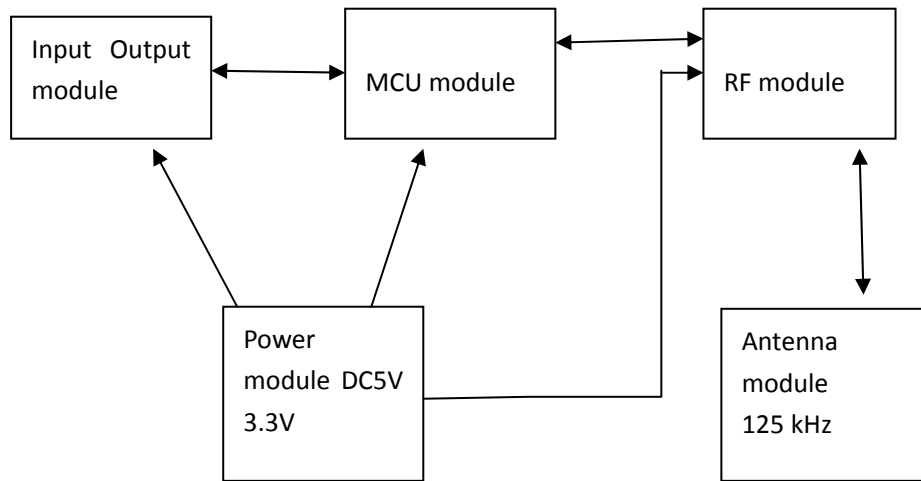 Input Output
module
MCU module
RF module
Power
module DC5V
3.3V
Antenna
module
125 kHz